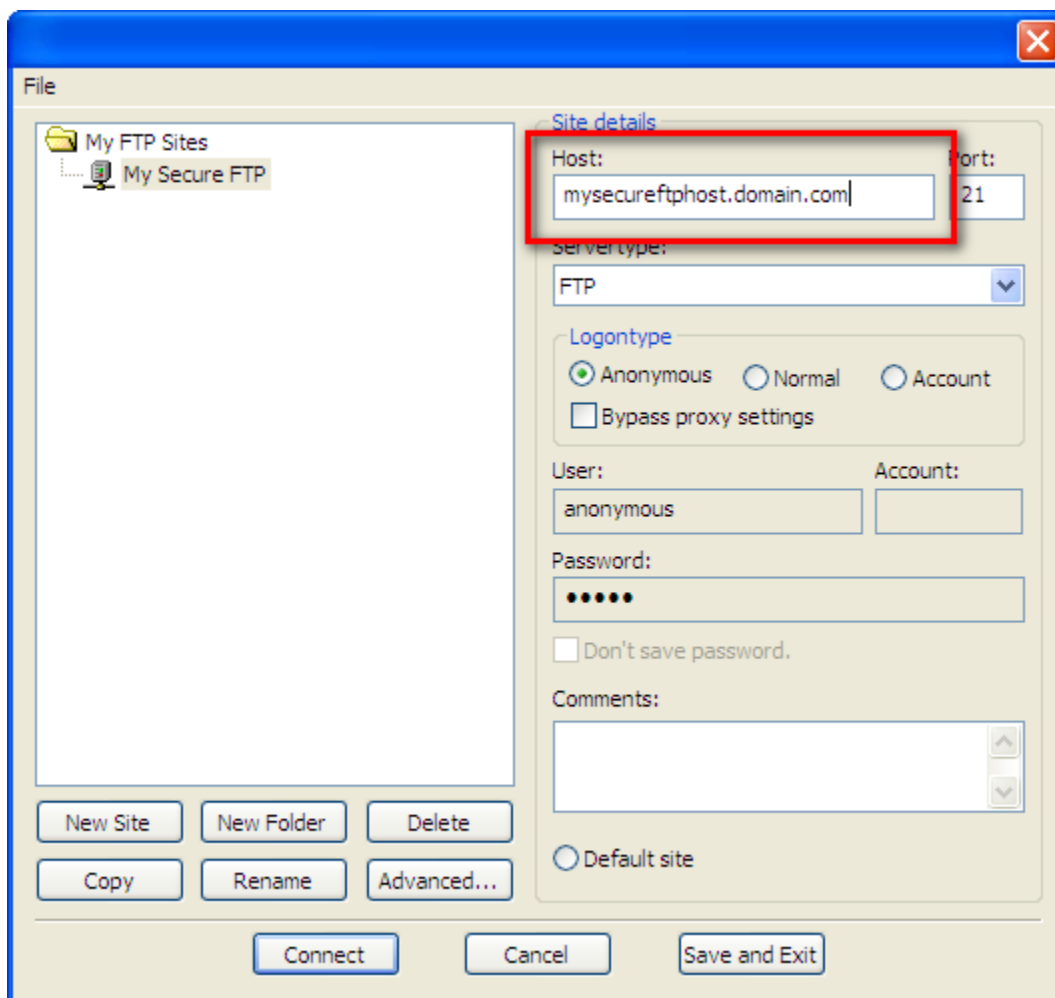 File
My FTP Sites
My Secure FTP
Site details
Host:
Port:
mysecureftphost.domain.com
21
Servertype:
FTP
Logontype
Anonymous
Normal
Account
Bypass proxy settings
User:
Account:
anonymous
Password:
•••••
Don't save password.
Comments:
New Site
New Folder
Delete
Copy
Rename
Advanced...
Default site
Connect
Cancel
Save and Exit